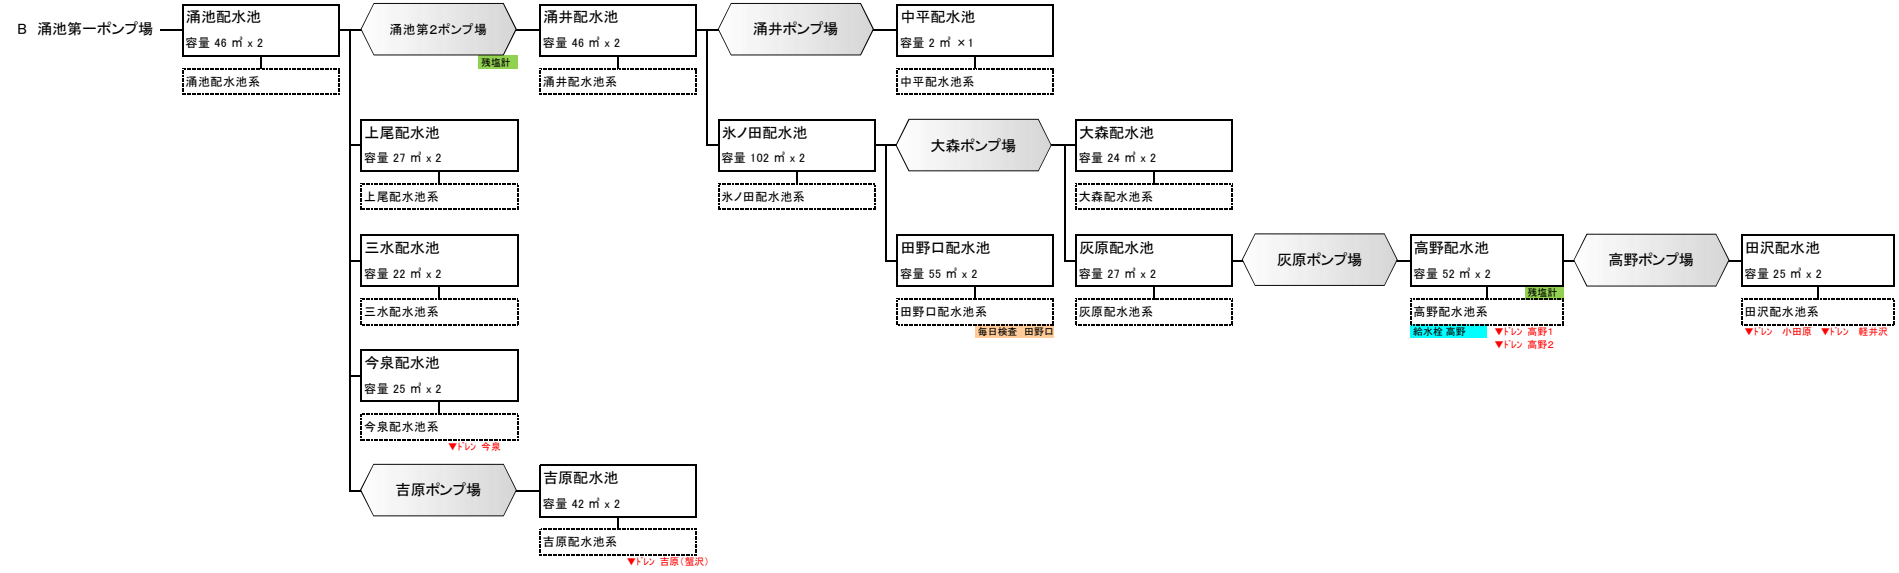 B 涌池第一ポンプ場
涌池配水池
容量 46 ㎥ x 2
涌池配水池系
涌池第2ポンプ場
残塩計
涌井配水池
容量 46 ㎥ x 2
涌井配水池系
涌井ポンプ場
中平配水池
容量 2 ㎥ ×1
中平配水池系
上尾配水池
容量 27 ㎥ x 2
上尾配水池系
氷ノ田配水池
容量 102 ㎥ x 2
氷ノ田配水池系
大森ポンプ場
大森配水池
容量 24 ㎥ x 2
大森配水池系
三水配水池
容量 22 ㎥ x 2
三水配水池系
田野口配水池
容量 55 ㎥ x 2
田野口配水池系
毎日検査 田野口
灰原配水池
容量 27 ㎥ x 2
灰原配水池系
灰原ポンプ場
高野配水池
容量 52 ㎥ x 2
残塩計
高野配水池系
給水栓 高野
▼ドレン 高野1
▼ドレン 高野2
高野ポンプ場
田沢配水池
容量 25 ㎥ x 2
田沢配水池系
▼ドレン 小田原 ▼ドレン 軽井沢
今泉配水池
容量 25 ㎥ x 2
今泉配水池系
▼ドレン 今泉
吉原ポンプ場
吉原配水池
容量 42 ㎥ x 2
吉原配水池系
▼ドレン 吉原(蟹沢)